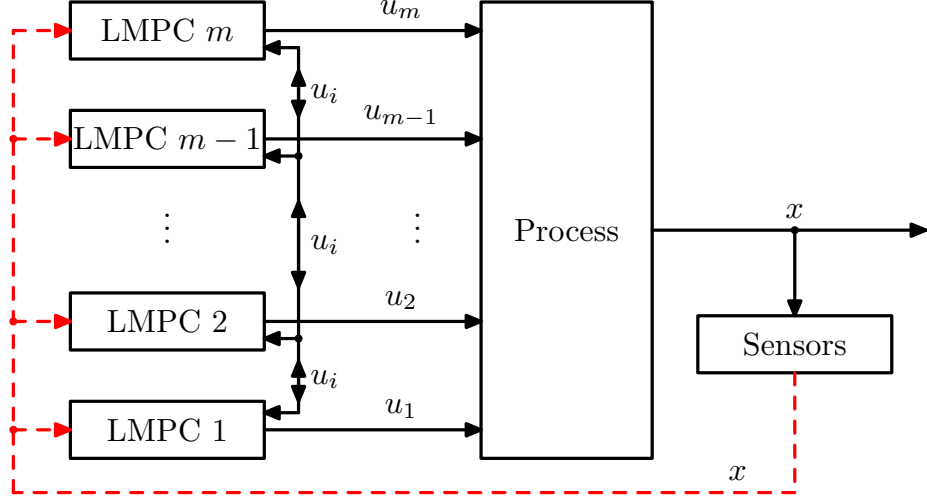 LMPC m
u_m
u_i
LMPC m − 1
u_{m−1}
⋮
⋮
u_i
Process
x
LMPC 2
u_2
Sensors
u_i
LMPC 1
u_1
x